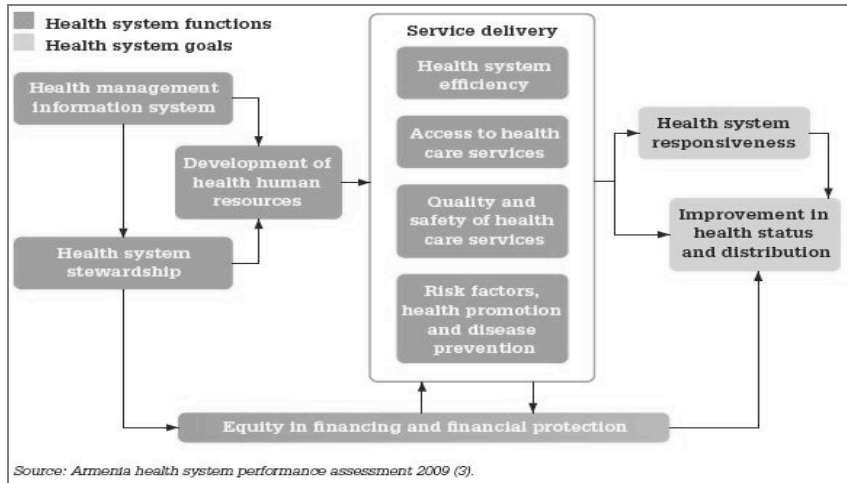 Health system functions
Health system goals
Health management
information system
Development of
health human
resources
Health system
stewardship
Service delivery
Health system
efficiency
Access to health
care services
Quality and
safety of health
care services
Risk factors,
health promotion
and disease
prevention
Health system
responsiveness
Improvement in
health status
and distribution
Equity in financing and financial protection
Source: Armenia health system performance assessment 2009 (3).